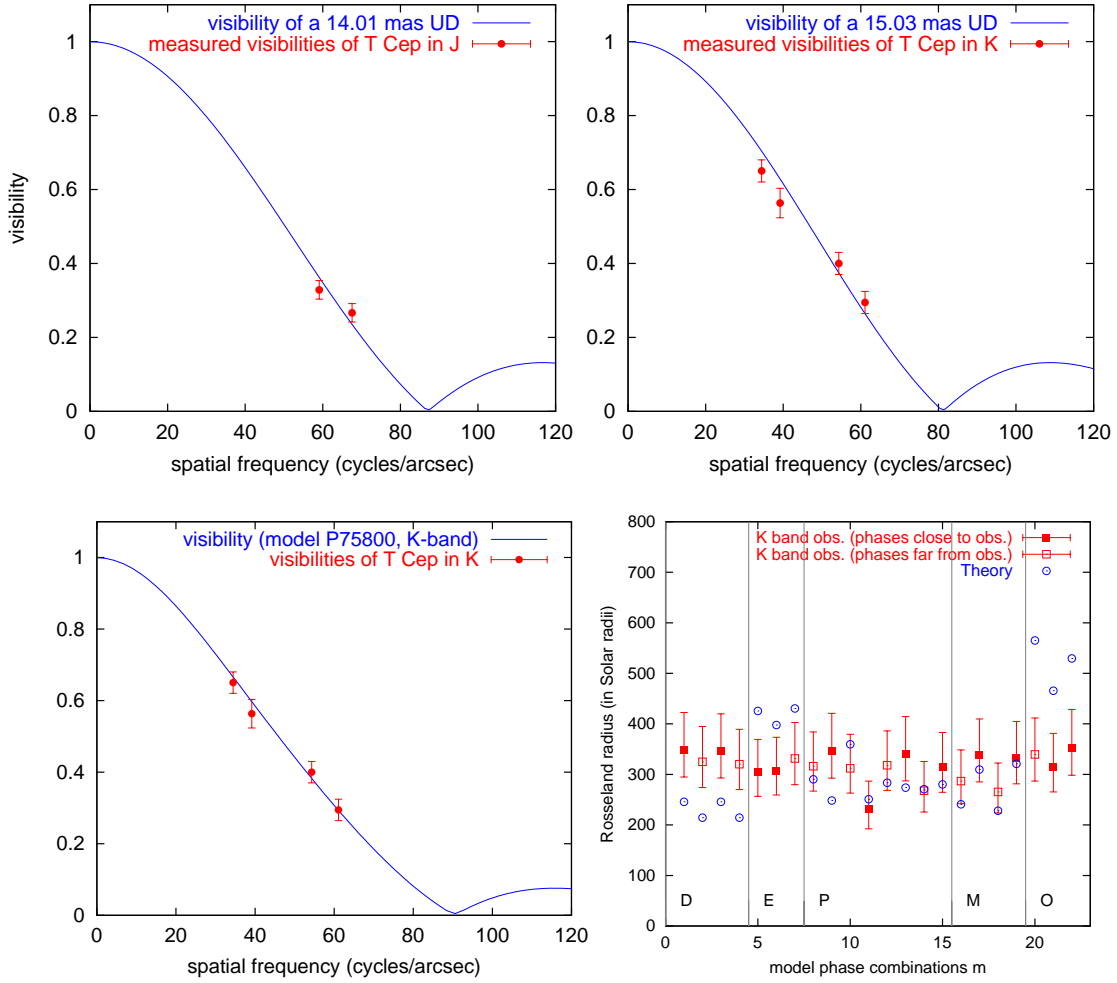 visibility of a 14.01 mas UD
measured visibilities of T Cep in J
1
0.8
0.6
0.4
0.2
0
visibility
0 20 40 60 80 100 120
spatial frequency (cycles/arcsec)
visibility of a 15.03 mas UD
measured visibilities of T Cep in K
1
0.8
0.6
0.4
0.2
0
0 20 40 60 80 100 120
spatial frequency (cycles/arcsec)
visibility (model P75800, K-band)
visibilities of T Cep in K
1
0.8
0.6
0.4
0.2
0
0 20 40 60 80 100 120
spatial frequency (cycles/arcsec)
K band obs. (phases close to obs.)
K band obs. (phases far from obs.)
Theory
800
700
600
500
400
300
200
100
0
Rosseland radius (in Solar radii)
D E P M O
0 5 10 15 20
model phase combinations m